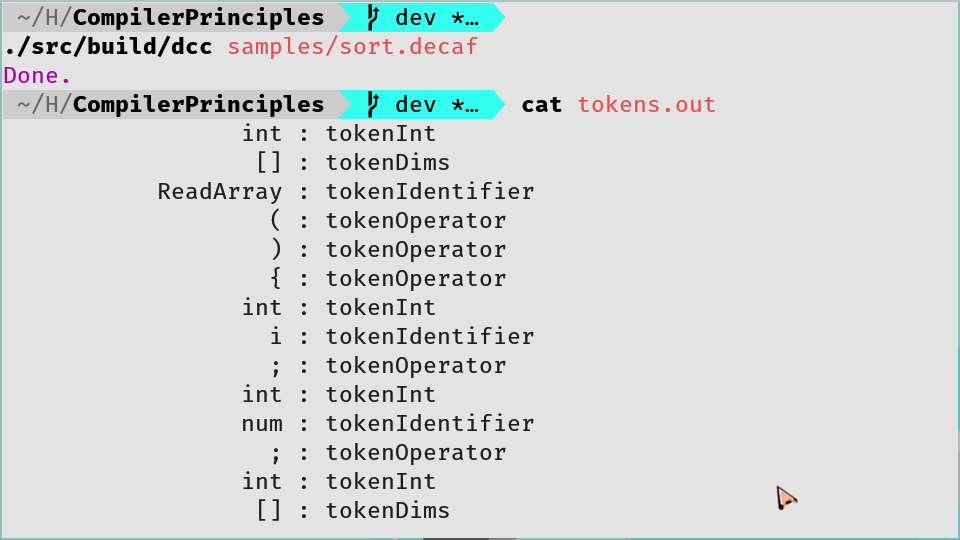 ~/H/CompilerPrinciples dev *…
./src/build/dcc samples/sort.decaf
Done.
~/H/CompilerPrinciples dev *… cat tokens.out
int : tokenInt
[] : tokenDims
ReadArray : tokenIdentifier
( : tokenOperator
) : tokenOperator
{ : tokenOperator
int : tokenInt
i : tokenIdentifier
; : tokenOperator
int : tokenInt
num : tokenIdentifier
; : tokenOperator
int : tokenInt
[] : tokenDims